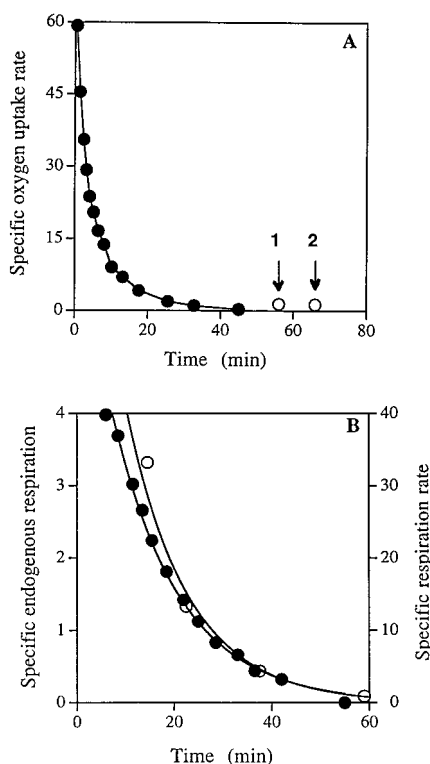 A
60
45
30
15
0
Specific oxygen uptake rate
1 2
0 20 40 60 80
Time (min)
B
4
3
2
1
0
Specific endogenous respiration
40
30
20
10
0
Specific respiration rate
0 20 40 60
Time (min)